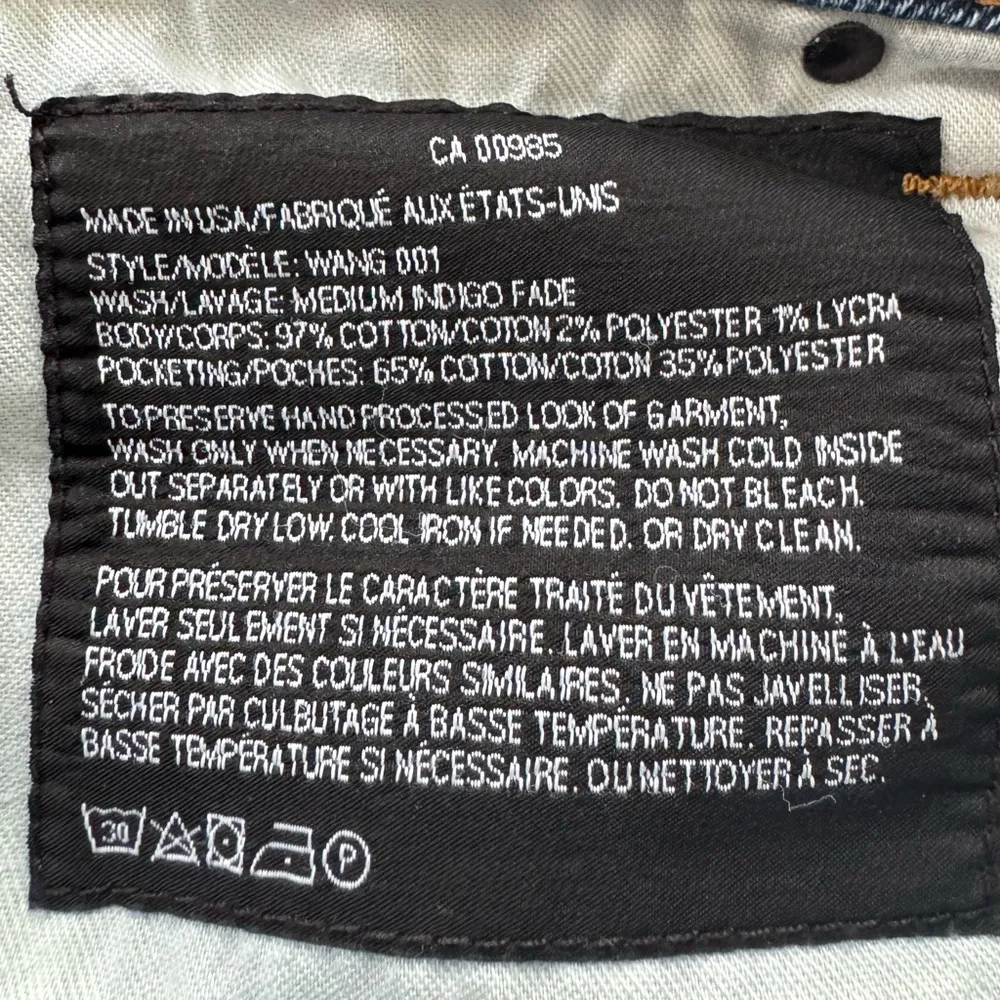 CA 00985
MADE IN USA/FABRIQUÉ AUX ÉTATS-UNIS
STYLE/MODÈLE: WANG 001
WASH/LAVAGE: MEDIUM INDIGO FADE
BODY/CORPS: 97% COTTON/COTON 2% POLYESTER 1% LYCRA
POCKETING/POCHES: 65% COTTON/COTON 35% POLYESTER
TO PRESERVE HAND PROCESSED LOOK OF GARMENT,
WASH ONLY WHEN NECESSARY. MACHINE WASH COLD INSIDE
OUT SEPARATELY OR WITH LIKE COLORS. DO NOT BLEACH.
TUMBLE DRY LOW. COOL IRON IF NEEDED. OR DRY CLEAN.
POUR PRÉSERVER LE CARACTÈRE TRAITÉ DU VÊTEMENT,
LAVER SEULEMENT SI NÉCESSAIRE. LAVER EN MACHINE À L'EAU
FROIDE AVEC DES COULEURS SIMILAIRES. NE PAS JAVELLISER.
SÉCHER PAR CULBUTAGE À BASSE TEMPÉRATURE. REPASSER À
BASSE TEMPÉRATURE SI NÉCESSAIRE. OU NETTOYER À SEC.
30 P